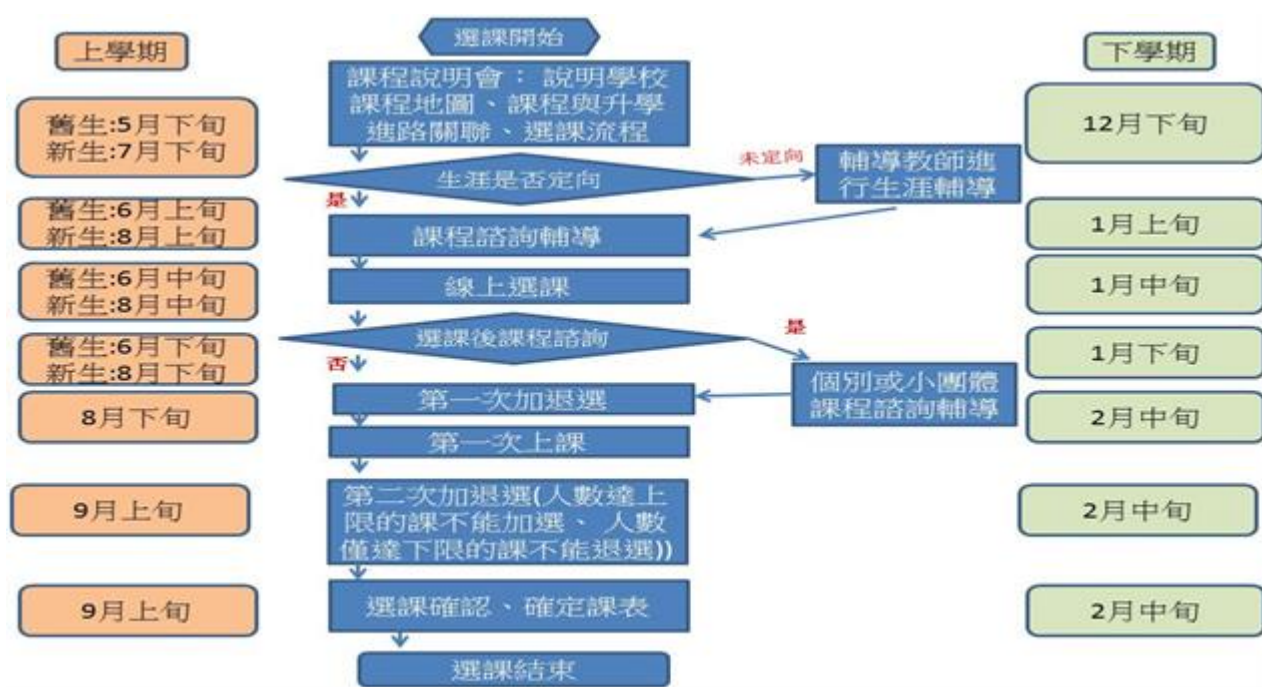 選課開始
上學期
下學期
課程說明會：說明學校
課程地圖、課程與升學
進路關聯、選課流程
舊生:5月下旬
新生:7月下旬
12月下旬
生涯是否定向
未定向
輔導教師進
行生涯輔導
是
舊生:6月上旬
新生:8月上旬
課程諮詢輔導
1月上旬
舊生:6月中旬
新生:8月中旬
線上選課
1月中旬
選課後課程諮詢
是
否
舊生:6月下旬
新生:8月下旬
1月下旬
個別或小團體
課程諮詢輔導
第一次加退選
8月下旬
2月中旬
第一次上課
第二次加退選(人數達上
限的課不能加選、人數
僅達下限的課不能退選))
9月上旬
2月中旬
選課確認、確定課表
9月上旬
2月中旬
選課結束